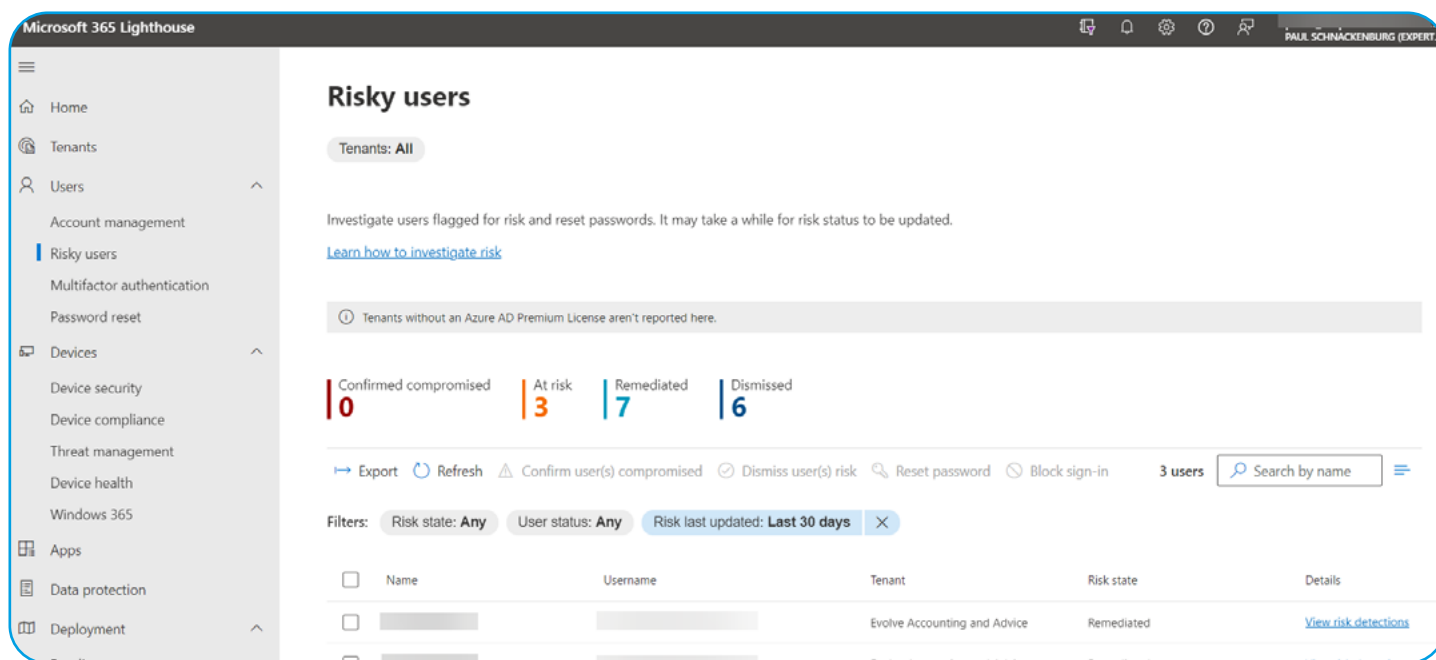 Microsoft 365 Lighthouse
PAUL SCHNACKENBURG (EXPERT
Home
Tenants
Users
Account management
Risky users
Multifactor authentication
Password reset
Devices
Device security
Device compliance
Threat management
Device health
Windows 365
Apps
Data protection
Deployment
Risky users
Tenants: All
Investigate users flagged for risk and reset passwords. It may take a while for risk status to be updated.
Learn how to investigate risk
Tenants without an Azure AD Premium License aren't reported here.
Confirmed compromised At risk Remediated Dismissed
0 3 7 6
Export Refresh Confirm user(s) compromised Dismiss user(s) risk Reset password Block sign-in 3 users Search by name
Filters: Risk state: Any User status: Any Risk last updated: Last 30 days
Name Username Tenant Risk state Details
Evolve Accounting and Advice Remediated View risk detections